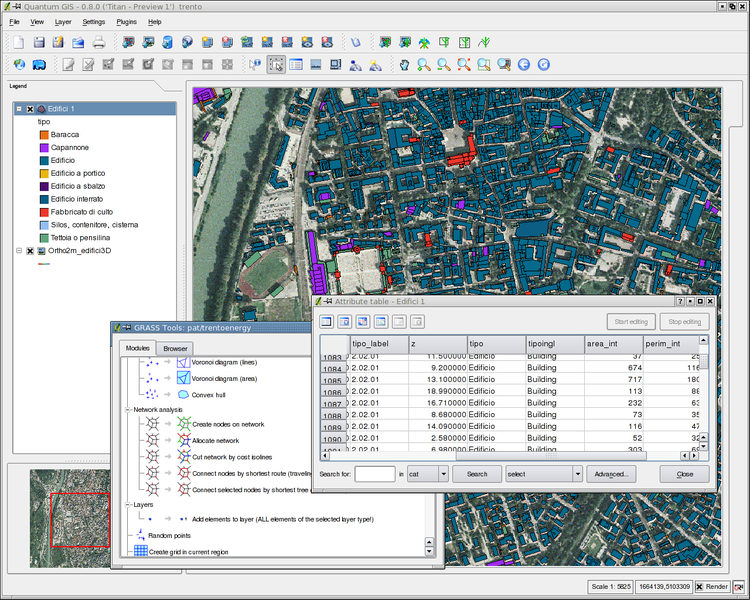 Quantum GIS - 0.8.0 ('Titan - Preview 1') trento
File View Layer Settings Plugins Help
Legend
Edifici 1
tipo
Baracca
Capannone
Edificio
Edificio a portico
Edificio a sbalzo
Edificio interrato
Fabbricato di culto
Silos, contenitore, cisterna
Tettoia o pensilina
Ortho2m_edifici3D
Attribute table - Edifici 1
Start editing Stop editing
tipo_label z tipo tipoingl area_int perim_int
1083 2.02.01 11.500000 Edificio Building 37
1084 2.02.01 9.200000 Edificio Building 674 116
1085 2.02.01 13.100000 Edificio Building 717 180
1086 2.02.01 18.990000 Edificio Building 113 88
1087 2.02.01 16.710000 Edificio Building 232 63
1088 2.02.01 8.680000 Edificio Building 73 35
1089 2.02.01 14.090000 Edificio Building 116 47
1090 2.02.01 2.580000 Edificio Building 52 32
2.02.01 6.980000 Edificio Building 303
Search for: in cat Search select Advanced... Close
GRASS Tools: pat/trentoenergy
Modules Browser
Voronoi diagram (lines)
Voronoi diagram (area)
Convex hull
Network analysis
Create nodes on network
Allocate network
Cut network by cost isolines
Connect nodes by shortest route (traveling
Connect selected nodes by shortest tree
Layers
Add elements to layer (ALL elements of the selected layer type!)
Random points
Create grid in current region
Scale 1: 5825 1664139,5103309 Render